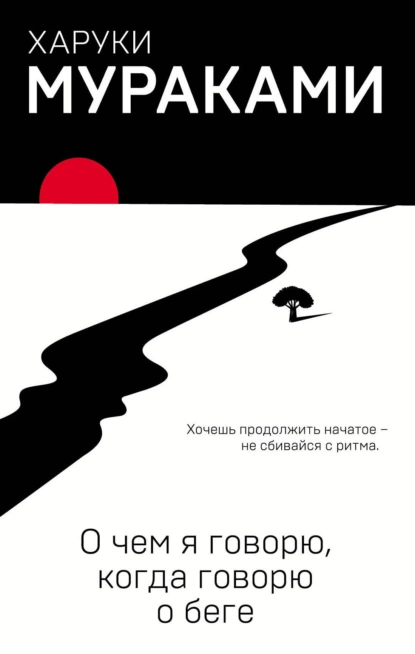 ХАРУКИ
МУРАКАМИ
Хочешь продолжить начатое –
не сбивайся с ритма.
О чем я говорю,
когда говорю
о беге